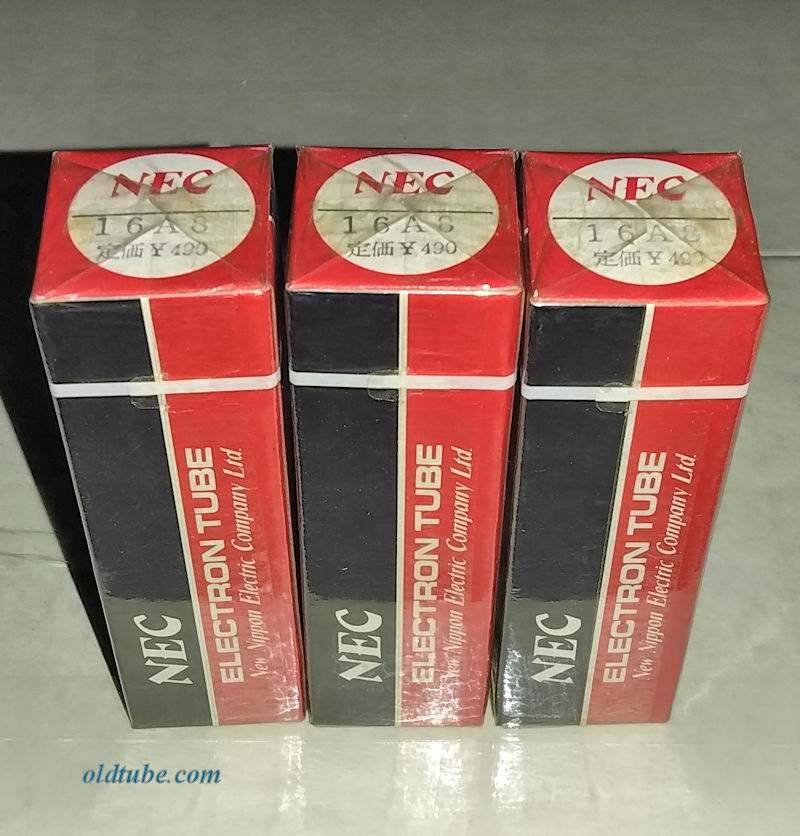 NEC
16A8
定価¥490
NEC
16A8
定価¥490
NEC
16A8
定価¥490
NEC
ELECTRON TUBE
New Nippon Electric Company Ltd.
NEC
ELECTRON TUBE
New Nippon Electric Company Ltd.
NEC
ELECTRON TUBE
New Nippon Electric Company Ltd.
oldtube.com